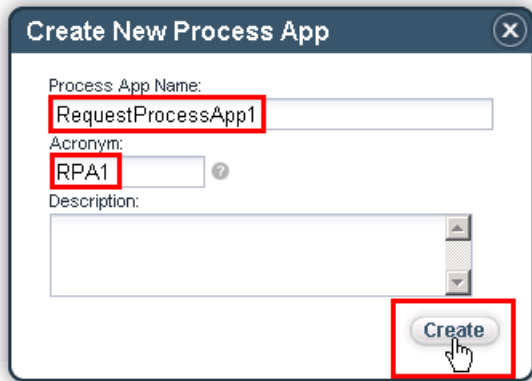 Create New Process App
Process App Name:
RequestProcessApp1
Acronym:
RPA1
Description:
Create